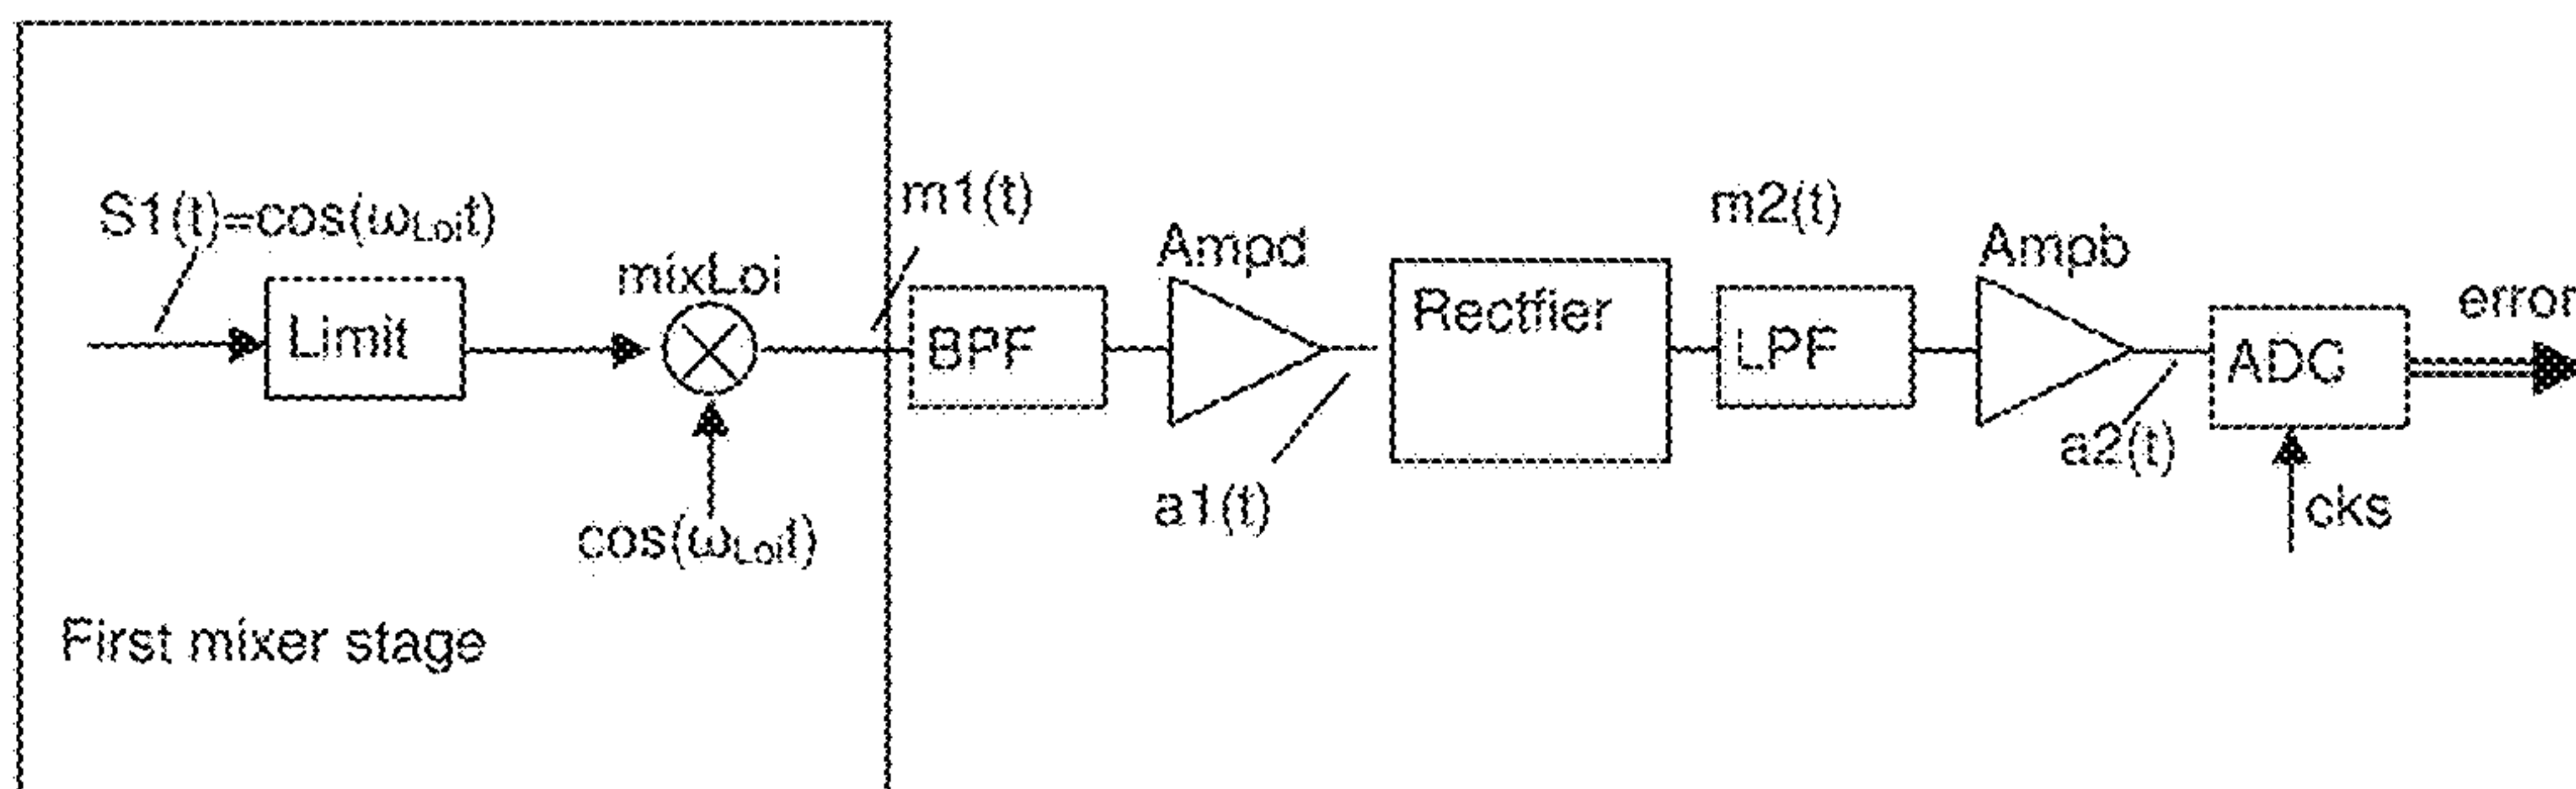 S1(t)=cos(ωLoit)
Limit
mixLoi
cos(ωLoit)
First mixer stage
m1(t)
BPF
Ampd
a1(t)
Rectfier
m2(t)
LPF
Ampb
a2(t)
ADC
cks
error